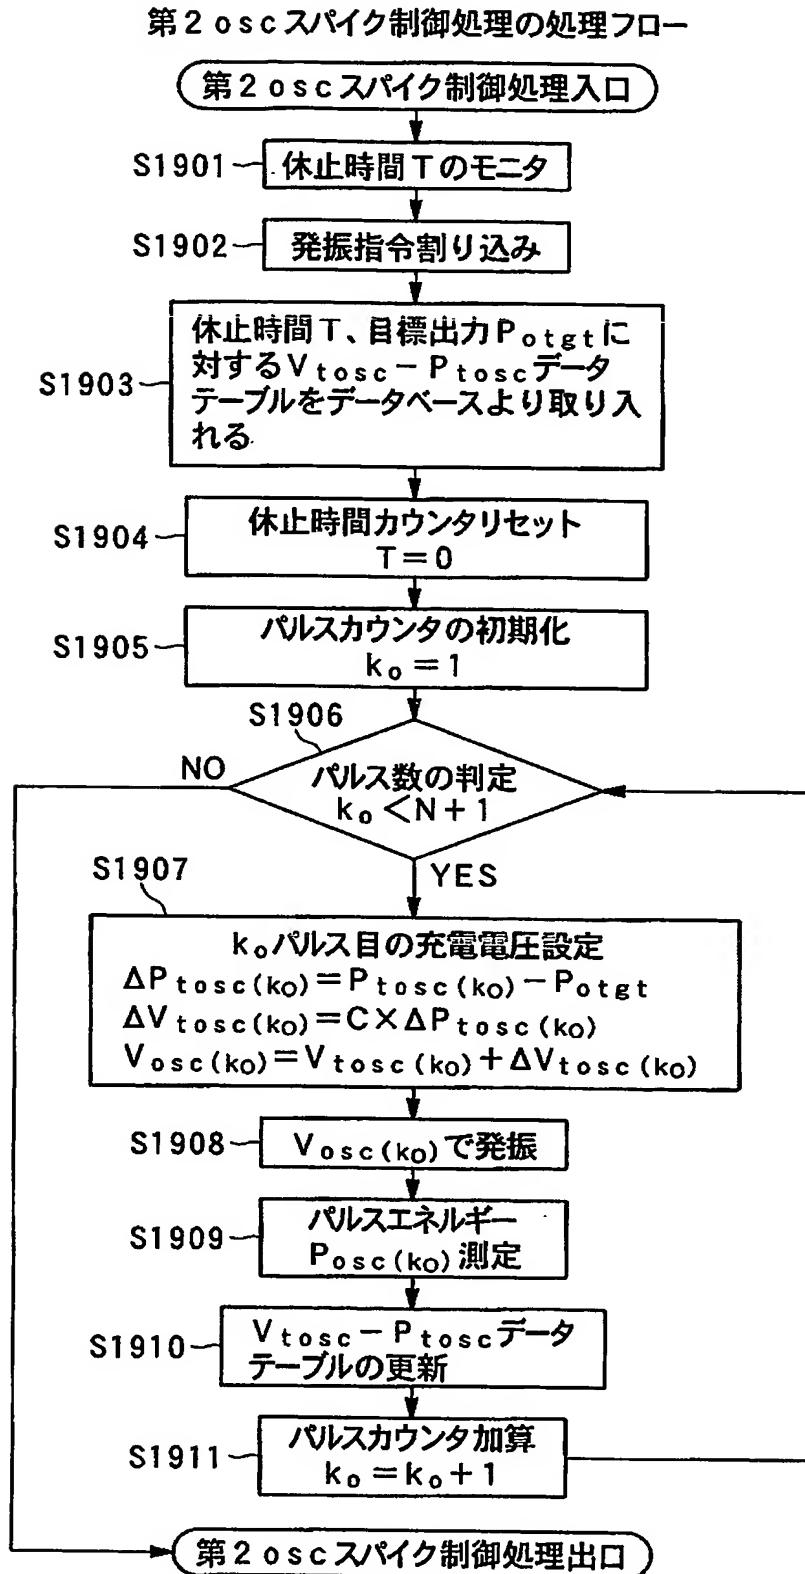 第2oscスパイク制御処理の処理フロー
第2oscスパイク制御処理入口
S1901
休止時間Tのモニタ
S1902
発振指令割り込み
S1903
休止時間T、目標出力Potgtに
対するVtosc－Ptoscデータ
テーブルをデータベースより取り入
れる
S1904
休止時間カウンタリセット
T＝0
S1905
パルスカウンタの初期化
ko＝1
S1906
パルス数の判定
ko＜N＋1
NO
YES
S1907
koパルス目の充電電圧設定
ΔPtosc(ko)＝Ptosc(ko)－Potgt
ΔVtosc(ko)＝C×ΔPtosc(ko)
Vosc(ko)＝Vtosc(ko)＋ΔVtosc(ko)
S1908
Vosc(ko)で発振
S1909
パルスエネルギー
Posc(ko)測定
S1910
Vtosc－Ptoscデータ
テーブルの更新
S1911
パルスカウンタ加算
ko＝ko＋1
第2oscスパイク制御処理出口